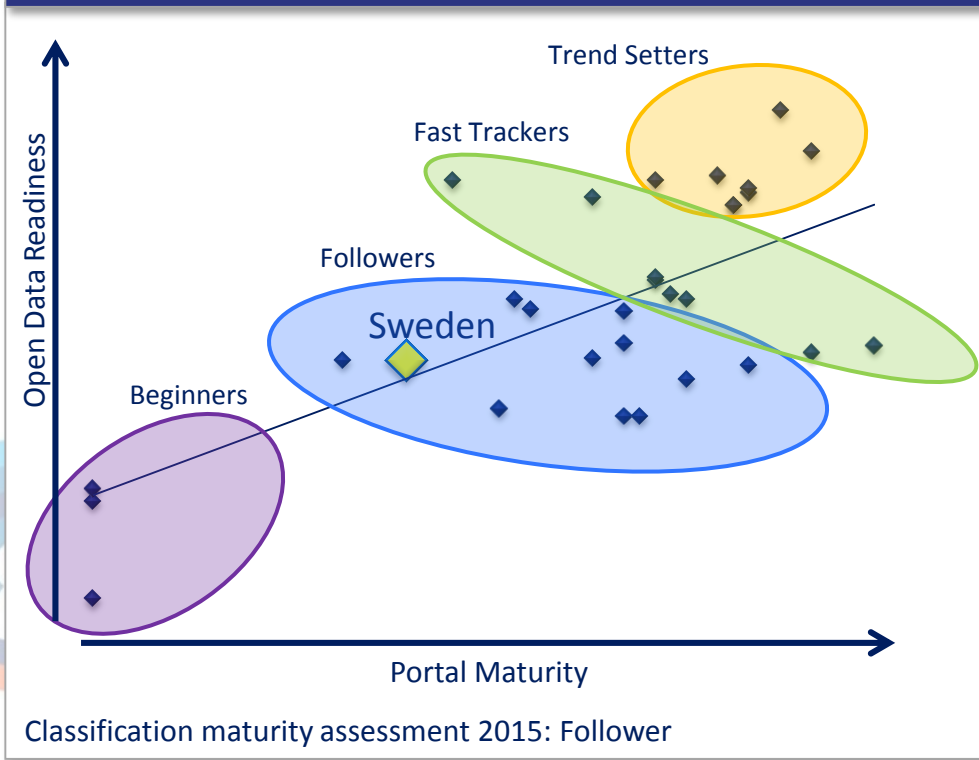 Trend Setters
Fast Trackers
Open Data Readiness
Followers
Sweden
Beginners
Portal Maturity
Classification maturity assessment 2015: Follower